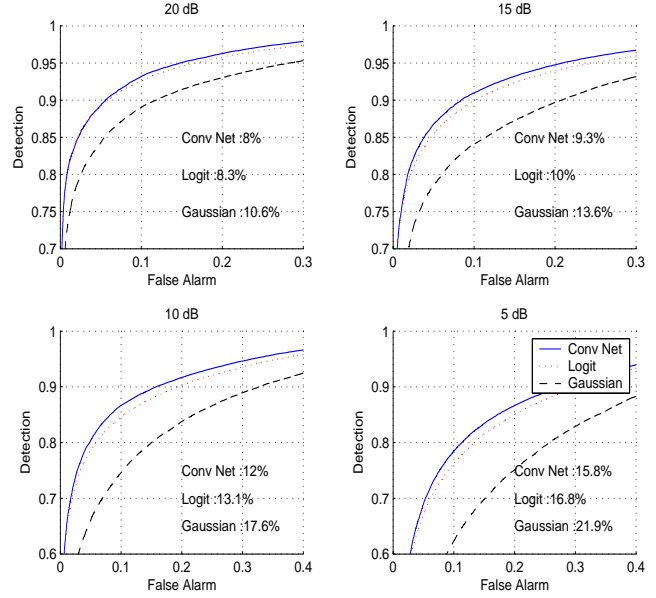 20 dB
1
0.95
0.9
0.85
0.8
0.75
0.7
Detection
Conv Net :8%
Logit :8.3%
Gaussian :10.6%
0 0.1 0.2 0.3
False Alarm
15 dB
1
0.95
0.9
0.85
0.8
0.75
0.7
Detection
Conv Net :9.3%
Logit :10%
Gaussian :13.6%
0 0.1 0.2 0.3
False Alarm
10 dB
1
0.9
0.8
0.7
0.6
Detection
Conv Net :12%
Logit :13.1%
Gaussian :17.6%
0 0.1 0.2 0.3 0.4
False Alarm
5 dB
1
0.9
0.8
0.7
0.6
Detection
Conv Net
Logit
Gaussian
Conv Net :15.8%
Logit :16.8%
Gaussian :21.9%
0 0.1 0.2 0.3 0.4
False Alarm